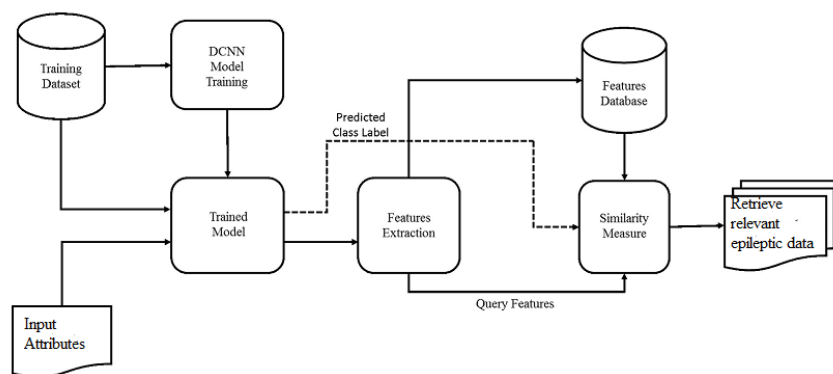 Training
Dataset
DCNN
Model
Training
Features
Database
Predicted
Class Label
Trained
Model
Features
Extraction
Similarity
Measure
Retrieve
relevant
epileptic data
Query Features
Input
Attributes